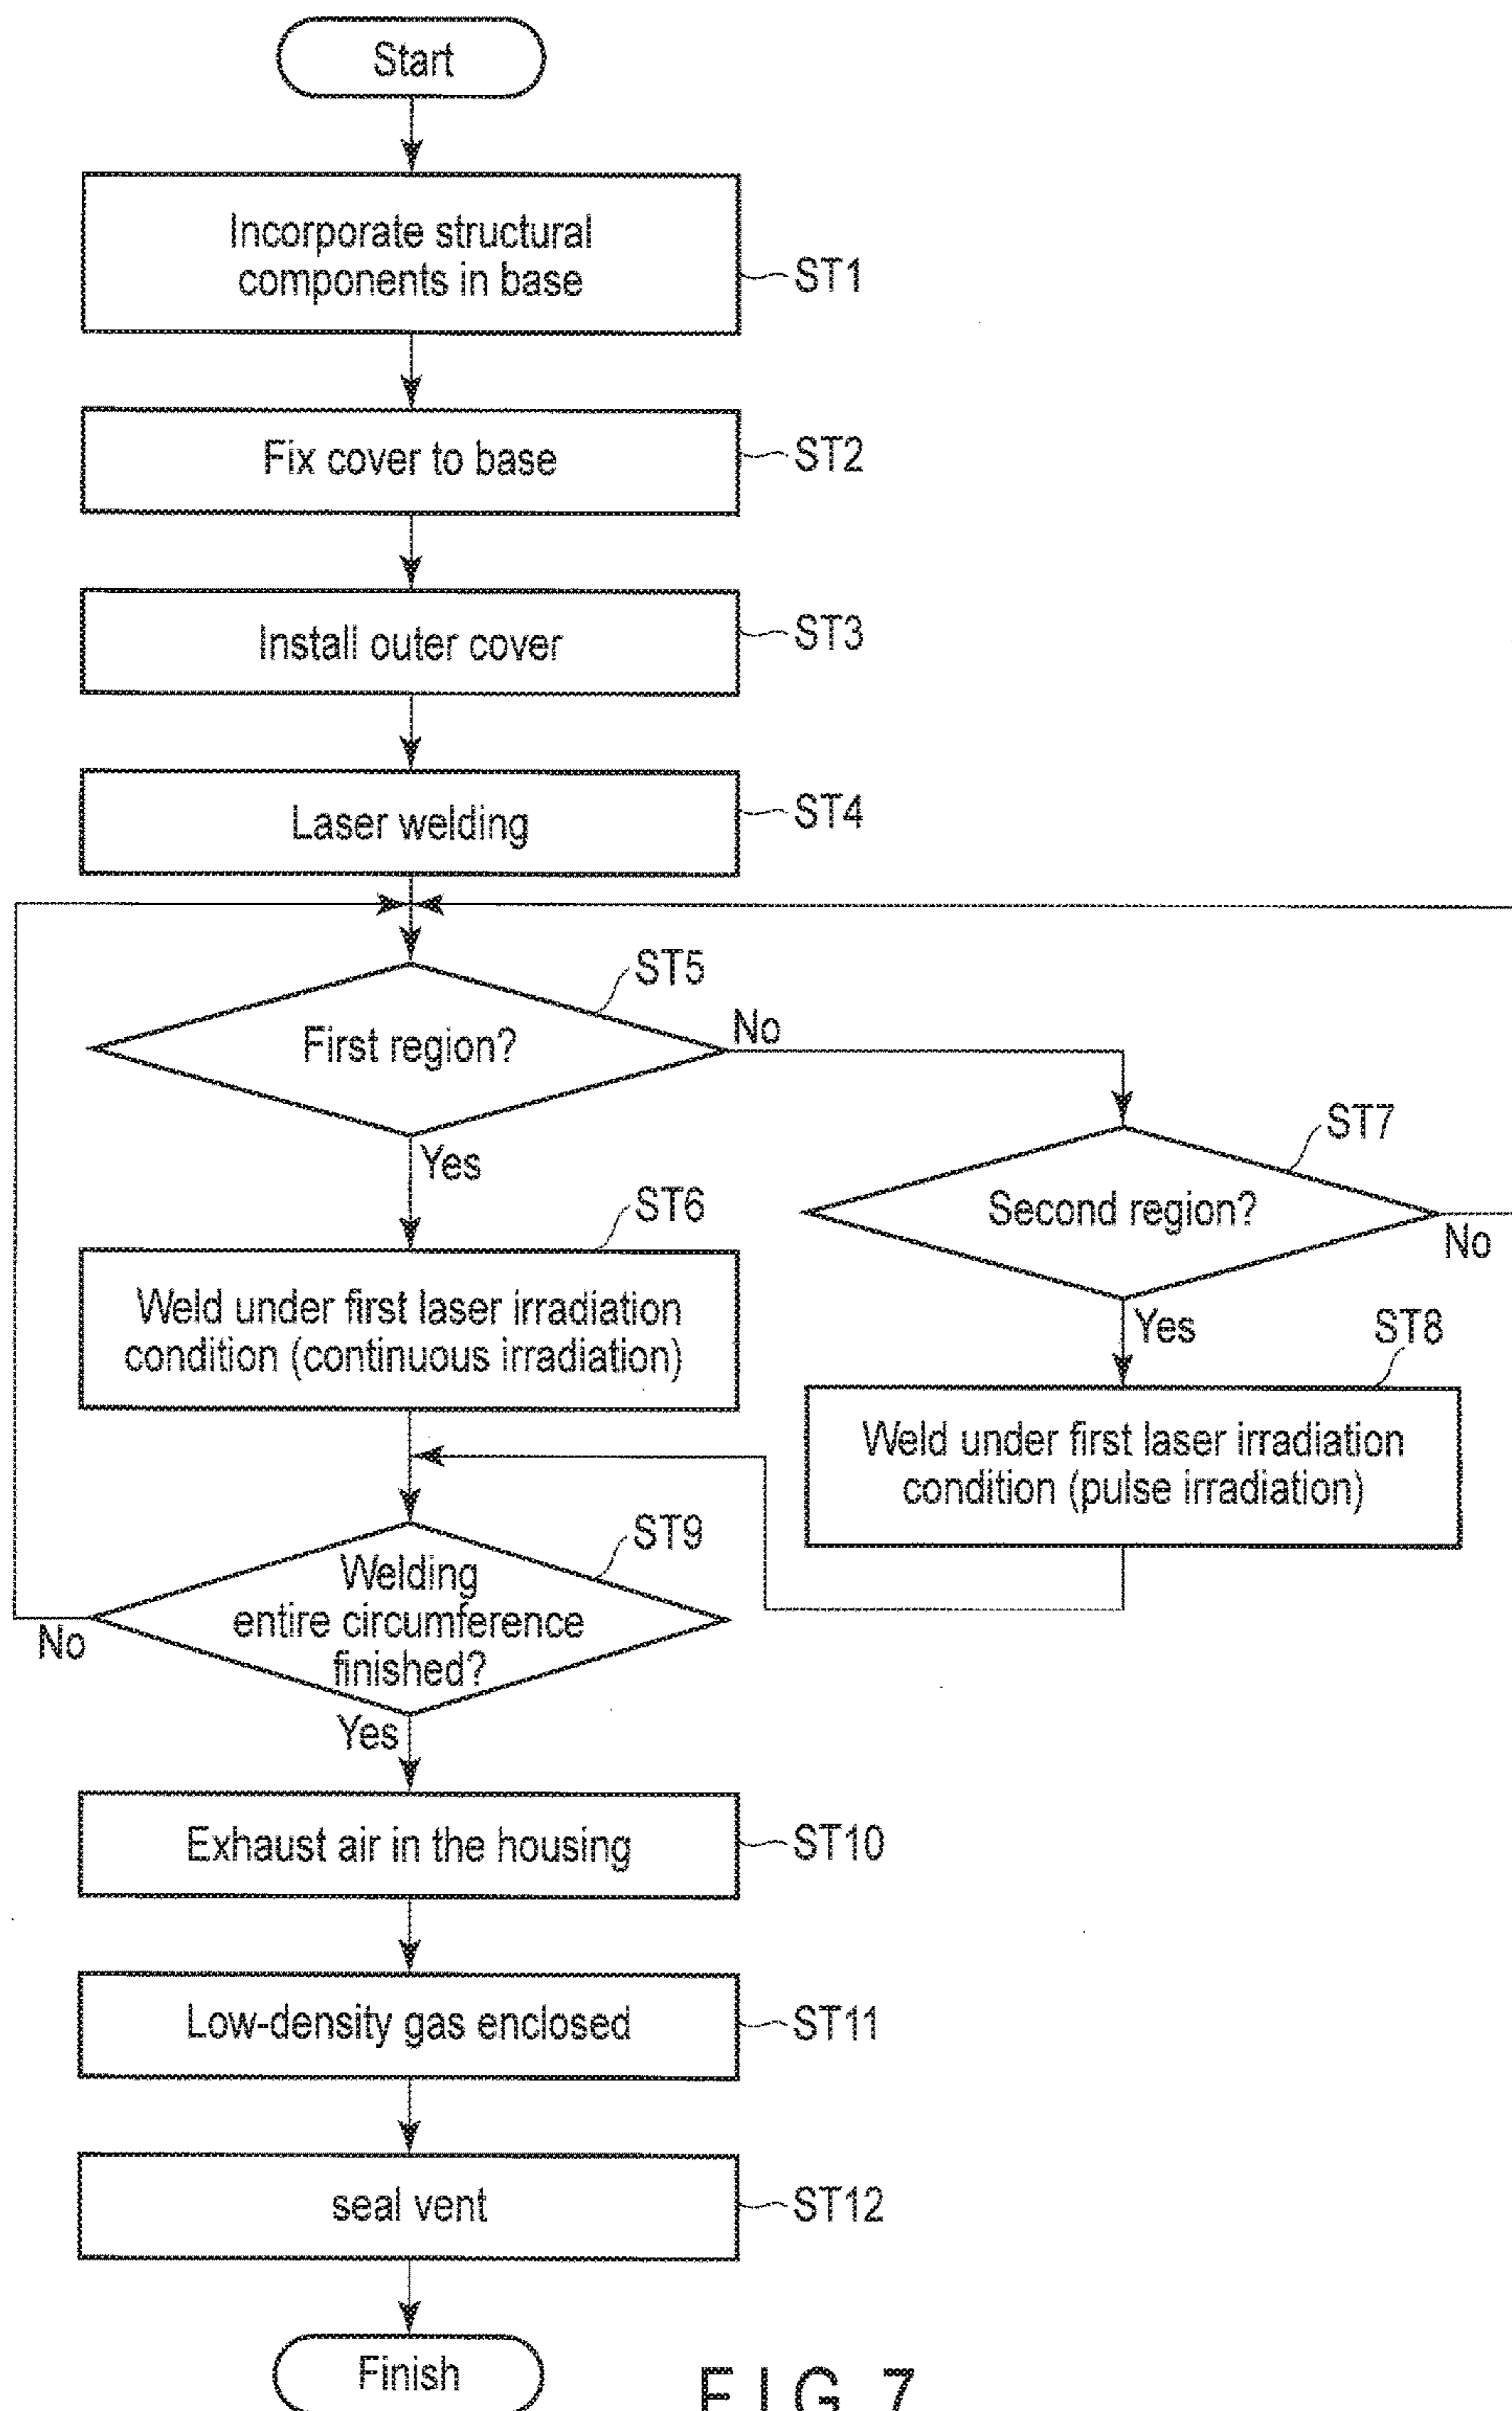 Start
Incorporate structural
components in base
ST1
Fix cover to base
ST2
Install outer cover
ST3
Laser welding
ST4
First region?
ST5
No
Yes
Second region?
ST7
No
Yes
Weld under first laser irradiation
condition (continuous irradiation)
ST6
Weld under first laser irradiation
condition (pulse irradiation)
ST8
Welding
entire circumference
finished?
ST9
No
Yes
Exhaust air in the housing
ST10
Low-density gas enclosed
ST11
seal vent
ST12
Finish
FIG. 7